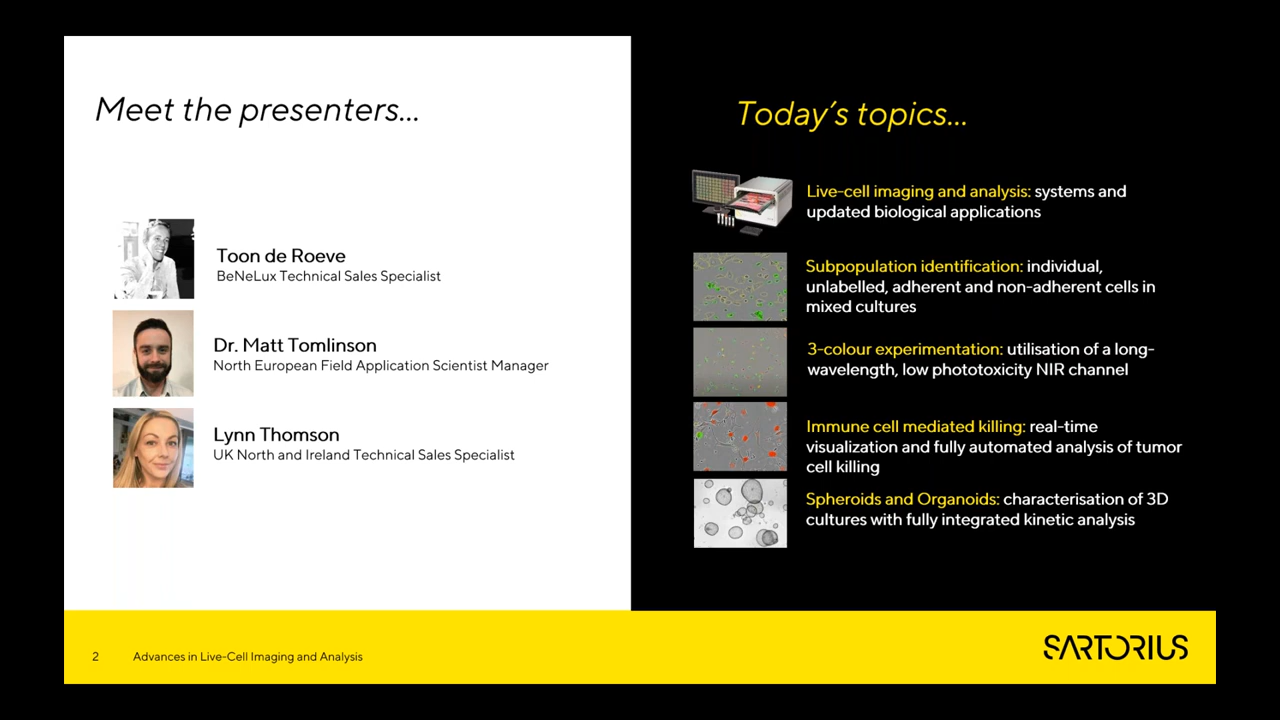 Meet the presenters...
Toon de Roeve
BeNeLux Technical Sales Specialist
Dr. Matt Tomlinson
North European Field Application Scientist Manager
Lynn Thomson
UK North and Ireland Technical Sales Specialist
Today's topics...
Live-cell imaging and analysis: systems and
updated biological applications
Subpopulation identification: individual,
unlabelled, adherent and non-adherent cells in
mixed cultures
3-colour experimentation: utilisation of a long-
wavelength, low phototoxicity NIR channel
Immune cell mediated killing: real-time
visualization and fully automated analysis of tumor
cell killing
Spheroids and Organoids: characterisation of 3D
cultures with fully integrated kinetic analysis
2 Advances in Live-Cell Imaging and Analysis
SARTORIUS